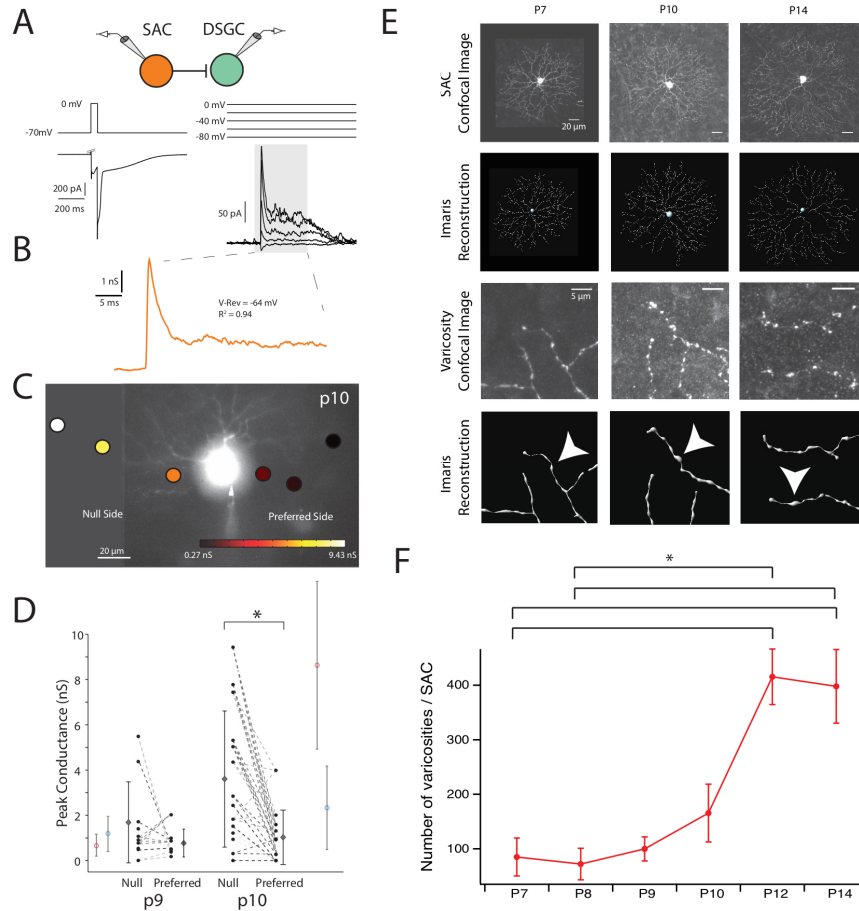 A
SAC
DSGC
0 mV
-70mV
0 mV
-40 mV
-80 mV
200 pA
200 ms
50 pA
B
1 nS
5 ms
V-Rev = -64 mV
R² = 0.94
C
p10
Null Side
Preferred Side
20 µm
0.27 nS
9.43 nS
D
*
Peak Conductance (nS)
10
8
6
4
2
0
Null
Preferred
Null
Preferred
p9
p10
E
P7
P10
P14
SAC
Confocal Image
20 µm
Imaris
Reconstruction
Varicosity
Confocal Image
5 µm
Imaris
Reconstruction
F
*
Number of varicosities / SAC
400
300
200
100
P7
P8
P9
P10
P12
P14